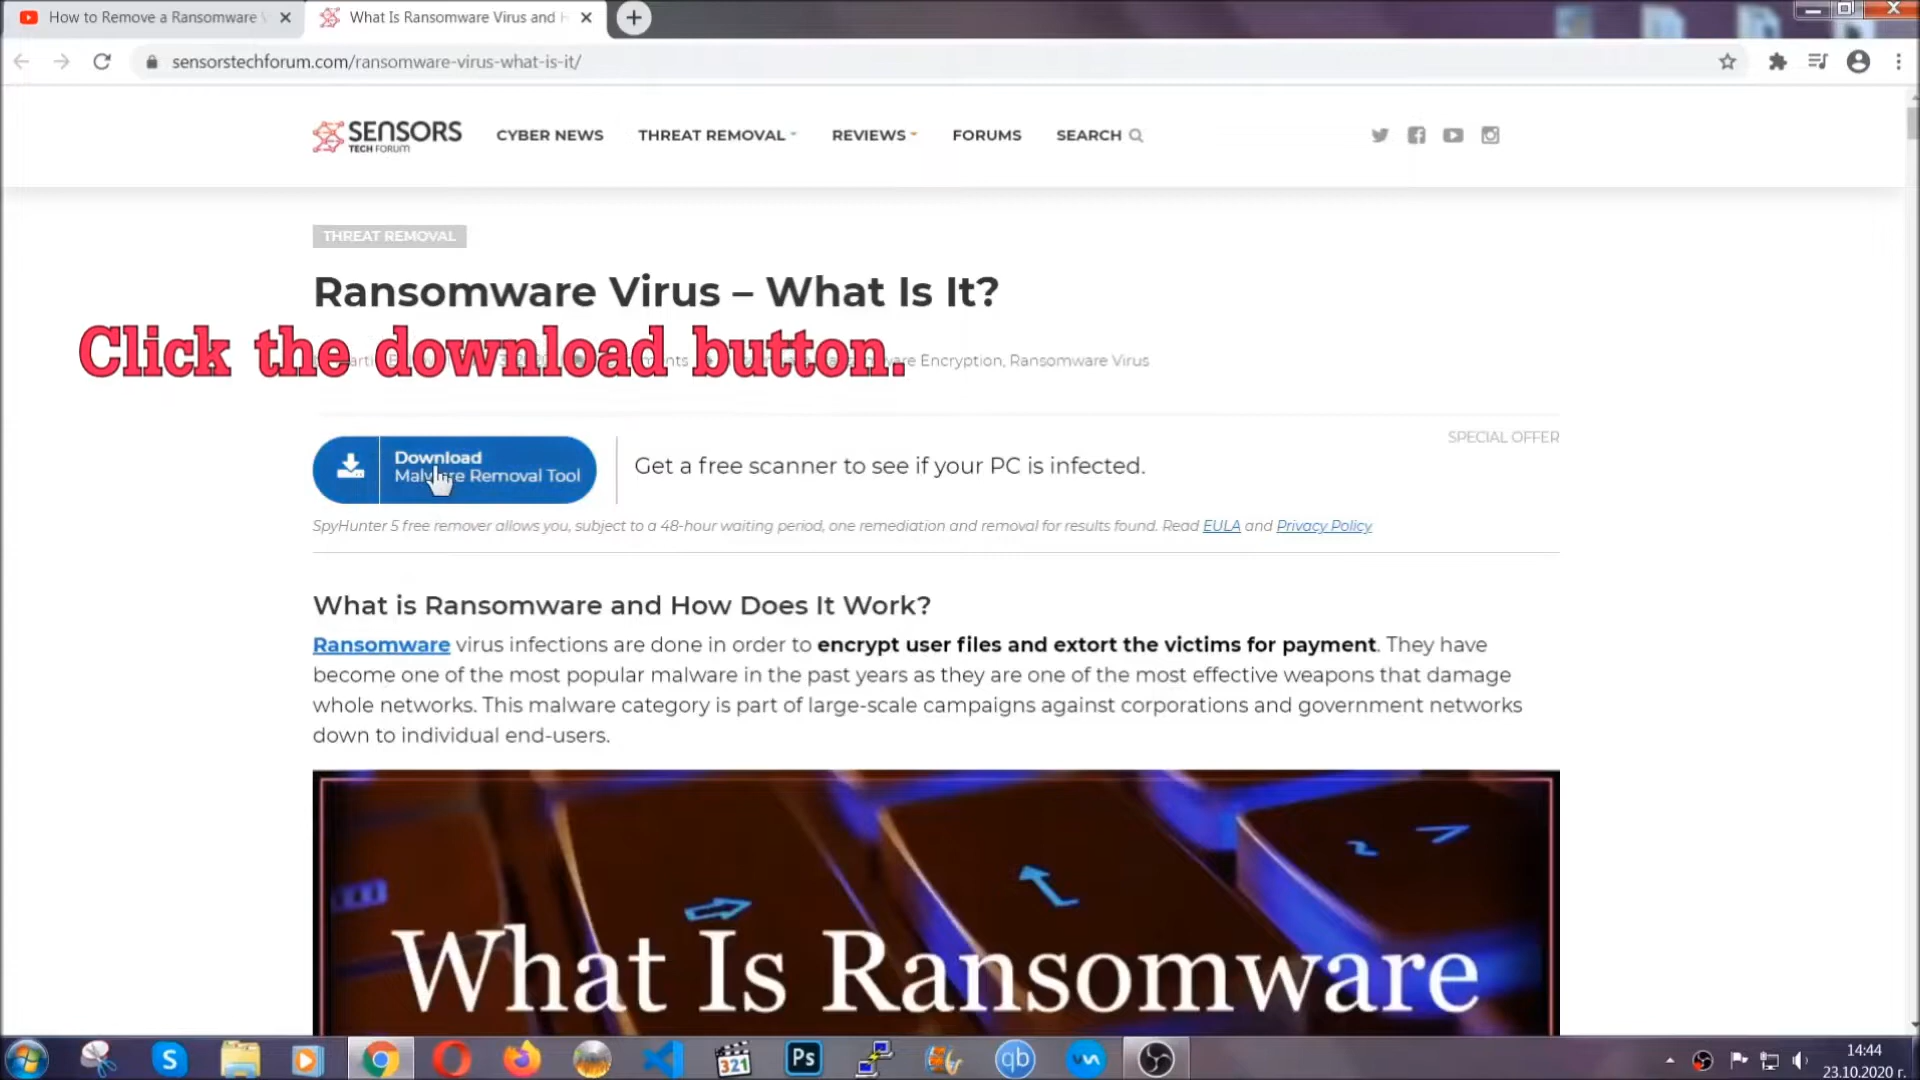 How to Remove a Ransomware
What Is Ransomware Virus and
sensorstechforum.com/ransomware-virus-what-is-it/
SENSORS
TECH FORUM
CYBER NEWS
THREAT REMOVAL
REVIEWS
FORUMS
SEARCH
THREAT REMOVAL
Ransomware Virus – What Is It?
Click the download button.
Encryption, Ransomware Virus
SPECIAL OFFER
Download
Malware Removal Tool
Get a free scanner to see if your PC is infected.
SpyHunter 5 free remover allows you, subject to a 48-hour waiting period, one remediation and removal for results found. Read EULA and Privacy Policy
What is Ransomware and How Does It Work?
Ransomware virus infections are done in order to encrypt user files and extort the victims for payment. They have
become one of the most popular malware in the past years as they are one of the most effective weapons that damage
whole networks. This malware category is part of large-scale campaigns against corporations and government networks
down to individual end-users.
What Is Ransomware
S
321
Ps
qb
14:44
23.10.2020 г.